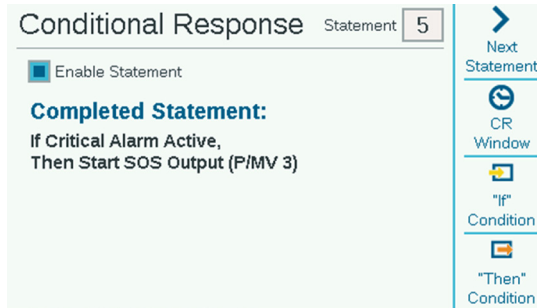 Conditional Response Statement 5
Enable Statement
Completed Statement:
If Critical Alarm Active,
Then Start SOS Output (P/MV 3)
Next
Statement
CR
Window
"If"
Condition
"Then"
Condition